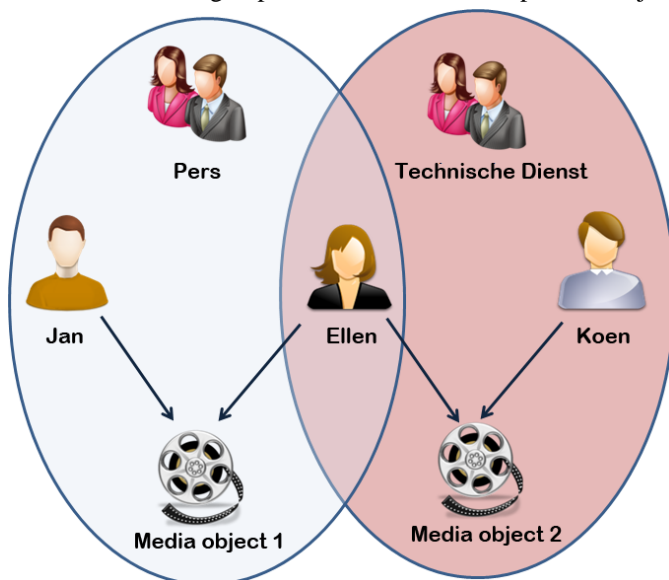 Pers
Technische Dienst
Jan
Ellen
Koen
Media object 1
Media object 2